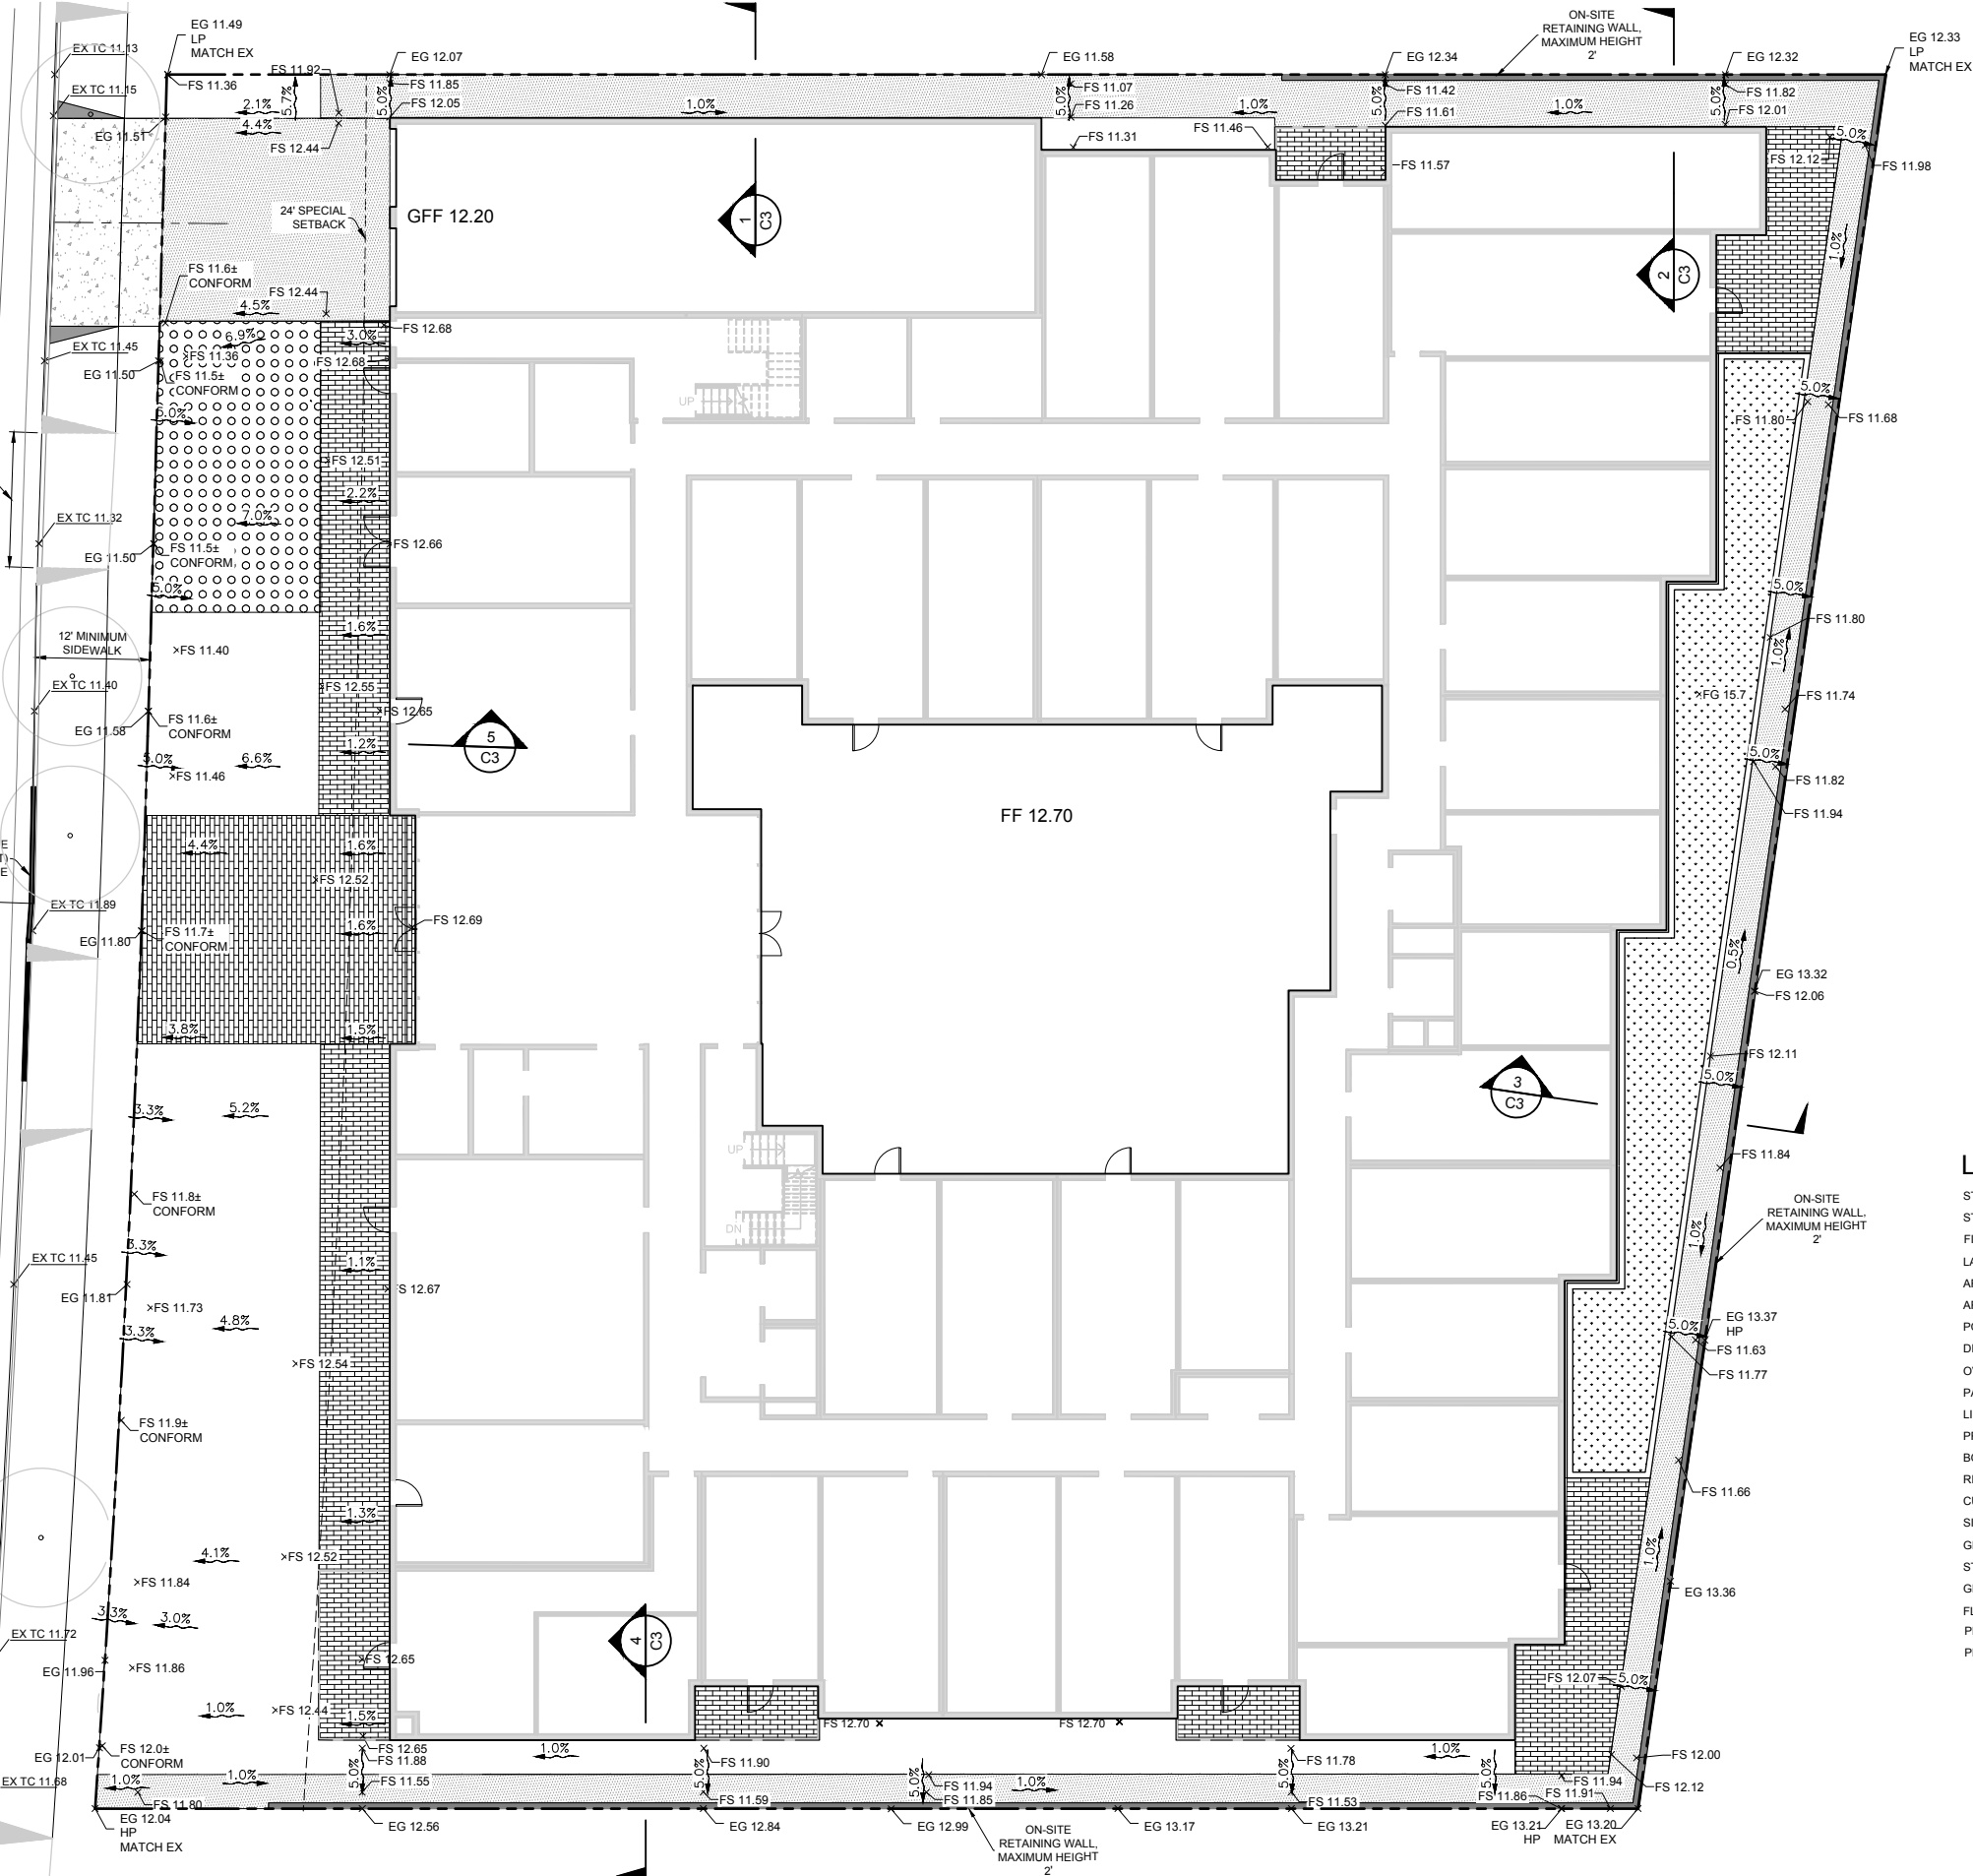 EG 11.49
LP
MATCH EX
EX TC 11.13
FS 11.36
FS 11.92
EG 12.07
FS 11.85
FS 12.05
5.0%
5.7%
2.1%
4.4%
EX TC 11.15
EG 11.51
FS 12.44
1.0%
EG 11.58
FS 11.07
FS 11.26
5.0%
FS 11.31
FS 11.46
1.0%
ON-SITE
RETAINING WALL,
MAXIMUM HEIGHT
2'
EG 12.34
FS 11.42
FS 11.61
5.0%
FS 11.57
1.0%
EG 12.32
FS 11.82
FS 12.01
5.0%
EG 12.33
LP
MATCH EX
5.0%
FS 12.12
FS 11.98
24' SPECIAL
SETBACK
GFF 12.20
1
C3
2
C3
1.0%
FS 11.6±
CONFORM
FS 12.44
4.5%
FS 12.68
3.0%
FS 12.68
6.9%
FS 11.36
EX TC 11.45
EG 11.50
FS 11.5±
CONFORM
5.0%
UP
5.0%
FS 11.80
FS 11.68
FS 12.51
2.2%
7.0%
EX TC 11.32
FS 12.66
EG 11.50
FS 11.5±
CONFORM
5.0%
5.0%
FS 11.80
1.0%
12' MINIMUM
SIDEWALK
FS 11.40
1.6%
EX TC 11.40
FS 12.55
FS 12.65
FG 15.7
FS 11.74
EG 11.58
FS 11.6±
CONFORM
5
C3
1.2%
5.0%
6.6%
FS 11.46
5.0%
FS 11.82
FS 11.94
FF 12.70
E
T)
E
4.4%
1.6%
FS 12.52
EX TC 11.89
EG 11.80
FS 11.7±
CONFORM
1.6%
FS 12.69
0.5%
EG 13.32
FS 12.06
3.8%
1.5%
FS 12.11
5.0%
3
C3
3.3%
5.2%
UP
FS 11.84
FS 11.8±
CONFORM
DN
ON-SITE
RETAINING WALL,
MAXIMUM HEIGHT
2'
1.0%
3.3%
EX TC 11.45
1.1%
EG 11.81
FS 12.67
FS 11.73
3.3%
4.8%
5.0%
EG 13.37
HP
FS 11.63
FS 11.77
FS 12.54
FS 11.9±
CONFORM
FS 11.66
1.3%
4.1%
FS 12.52
1.0%
FS 11.84
EG 13.36
3.3%
3.0%
EX TC 11.72
4
C3
EG 11.96
FS 11.86
FS 12.65
FS 12.07
5.0%
1.0%
FS 12.44
1.5%
FS 12.70
FS 12.70
EG 12.01
FS 12.0±
CONFORM
FS 12.65
FS 11.88
5.0%
FS 11.55
1.0%
FS 11.90
5.0%
FS 11.59
5.0%
FS 11.94
FS 11.85
1.0%
FS 11.78
5.0%
FS 11.53
1.0%
5.0%
FS 11.94
FS 11.86
FS 11.91
FS 12.00
FS 12.12
EX TC 11.68
1.0%
1.0%
FS 11.80
EG 12.04
HP
MATCH EX
EG 12.56
EG 12.84
EG 12.99
ON-SITE
RETAINING WALL,
MAXIMUM HEIGHT
2'
EG 13.17
EG 13.21
EG 13.21
HP
EG 13.20
MATCH EX
L